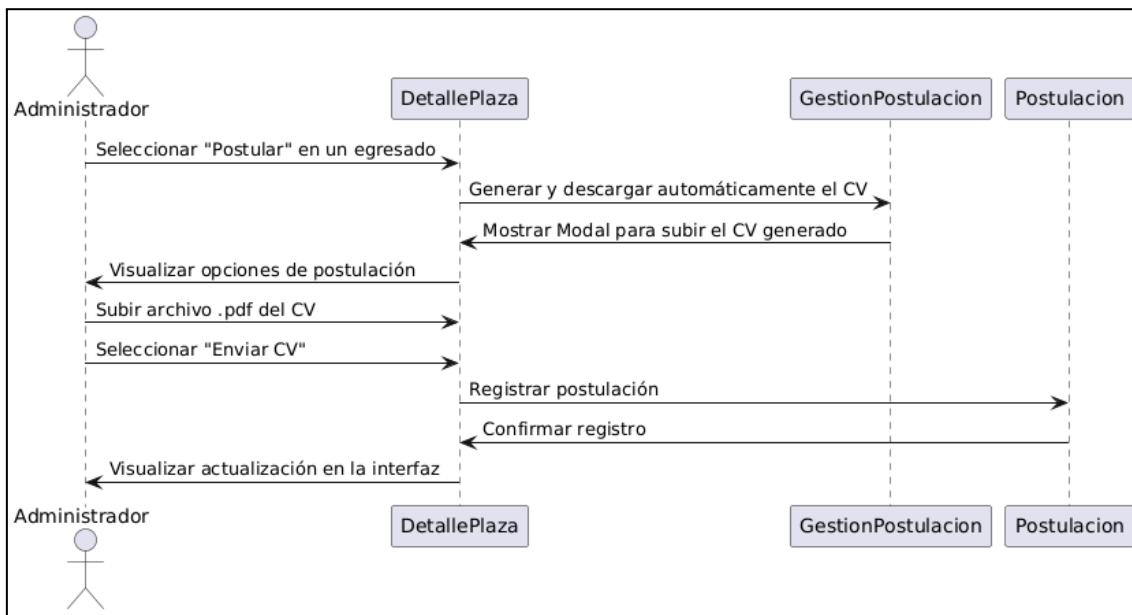 Administrador
DetallePlaza
GestionPostulacion
Postulacion
Seleccionar "Postular" en un egresado
Generar y descargar automáticamente el CV
Mostrar Modal para subir el CV generado
Visualizar opciones de postulación
Subir archivo .pdf del CV
Seleccionar "Enviar CV"
Registrar postulación
Confirmar registro
Visualizar actualización en la interfaz
Administrador
DetallePlaza
GestionPostulacion
Postulacion